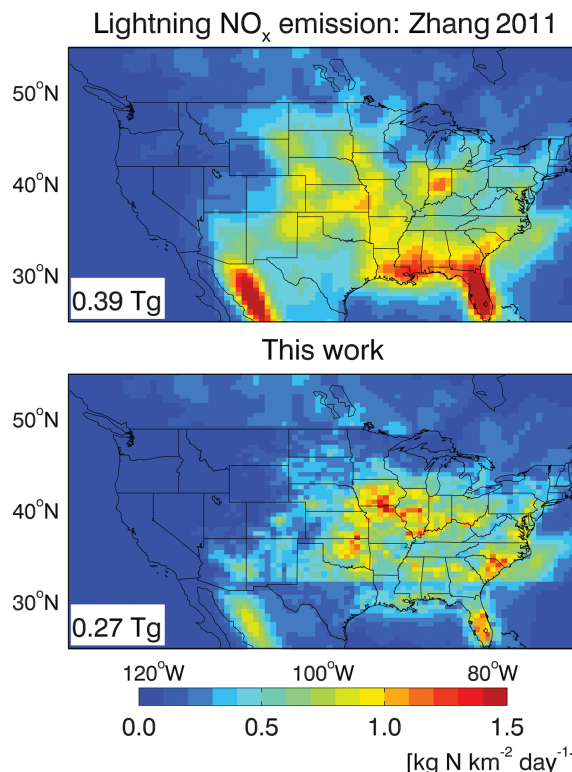 Lightning NOx emission: Zhang 2011
50°N
40°N
30°N
0.39 Tg
This work
50°N
40°N
30°N
0.27 Tg
120°W 100°W 80°W
0.0 0.5 1.0 1.5
[kg N km-2 day-1